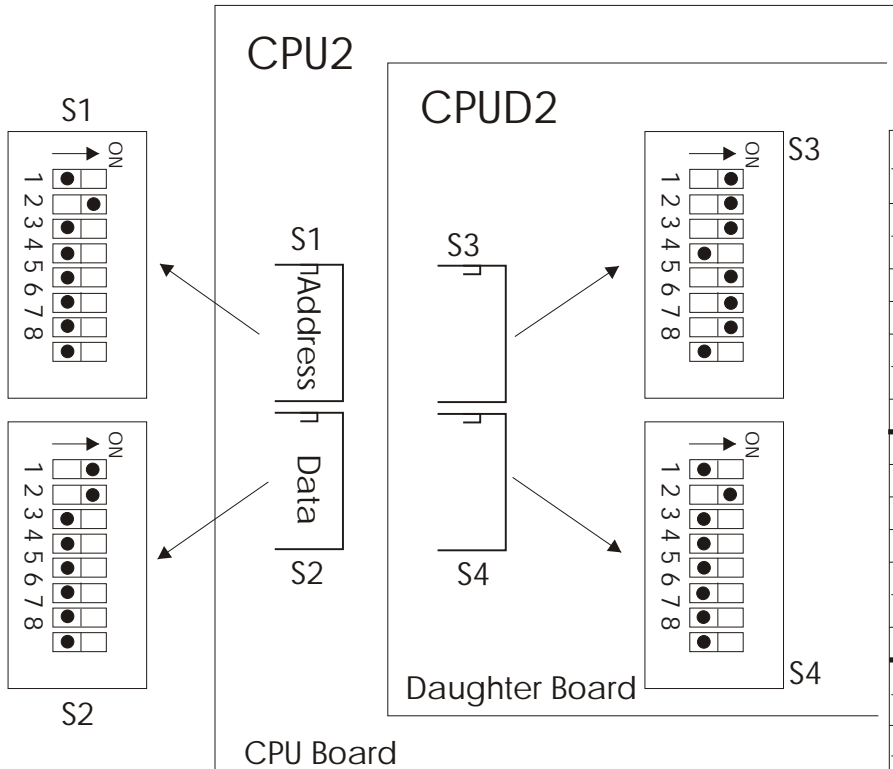 CPU2
CPUD2
S1
ON
1 2 3 4 5 6 7 8
S3
ON
1 2 3 4 5 6 7 8
S1
Address
S3
Data
S2
S4
ON
1 2 3 4 5 6 7 8
S2
ON
1 2 3 4 5 6 7 8
S4
Daughter Board
CPU Board